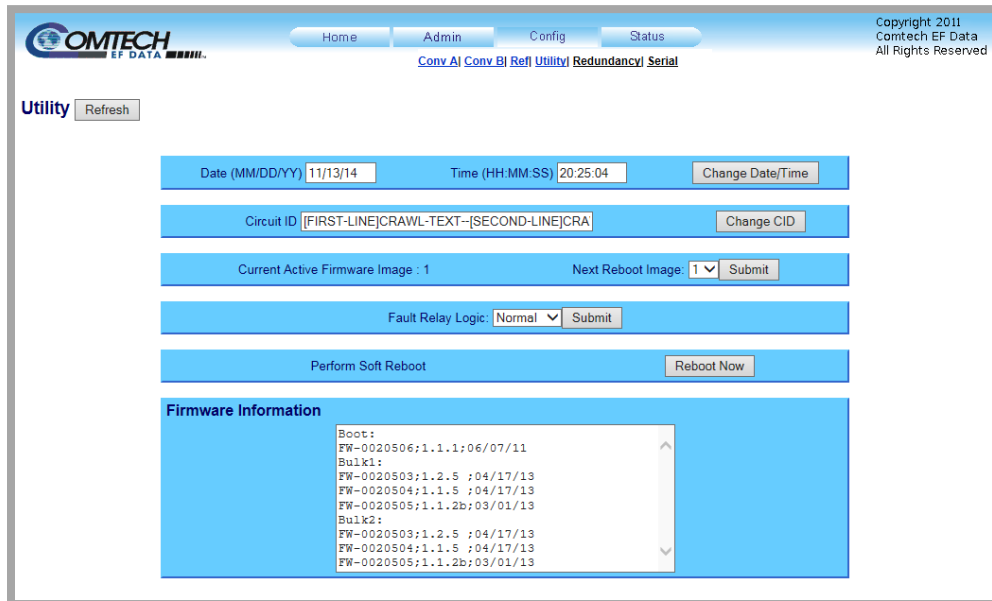 COMTECH
EF DATA
Home Admin Config Status
Copyright 2011
Comtech EF Data
All Rights Reserved
Conv A| Conv B| Ref| Utility| Redundancy| Serial
Utility Refresh
Date (MM/DD/YY) 11/13/14 Time (HH:MM:SS) 20:25:04 Change Date/Time
Circuit ID [FIRST-LINE]CRAWL-TEXT--[SECOND-LINE]CRA Change CID
Current Active Firmware Image : 1 Next Reboot Image: 1 Submit
Fault Relay Logic: Normal Submit
Perform Soft Reboot Reboot Now
Firmware Information
Boot:
FW-0020506;1.1.1;06/07/11
Bulk1:
FW-0020503;1.2.5 ;04/17/13
FW-0020504;1.1.5 ;04/17/13
FW-0020505;1.1.2b;03/01/13
Bulk2:
FW-0020503;1.2.5 ;04/17/13
FW-0020504;1.1.5 ;04/17/13
FW-0020505;1.1.2b;03/01/13